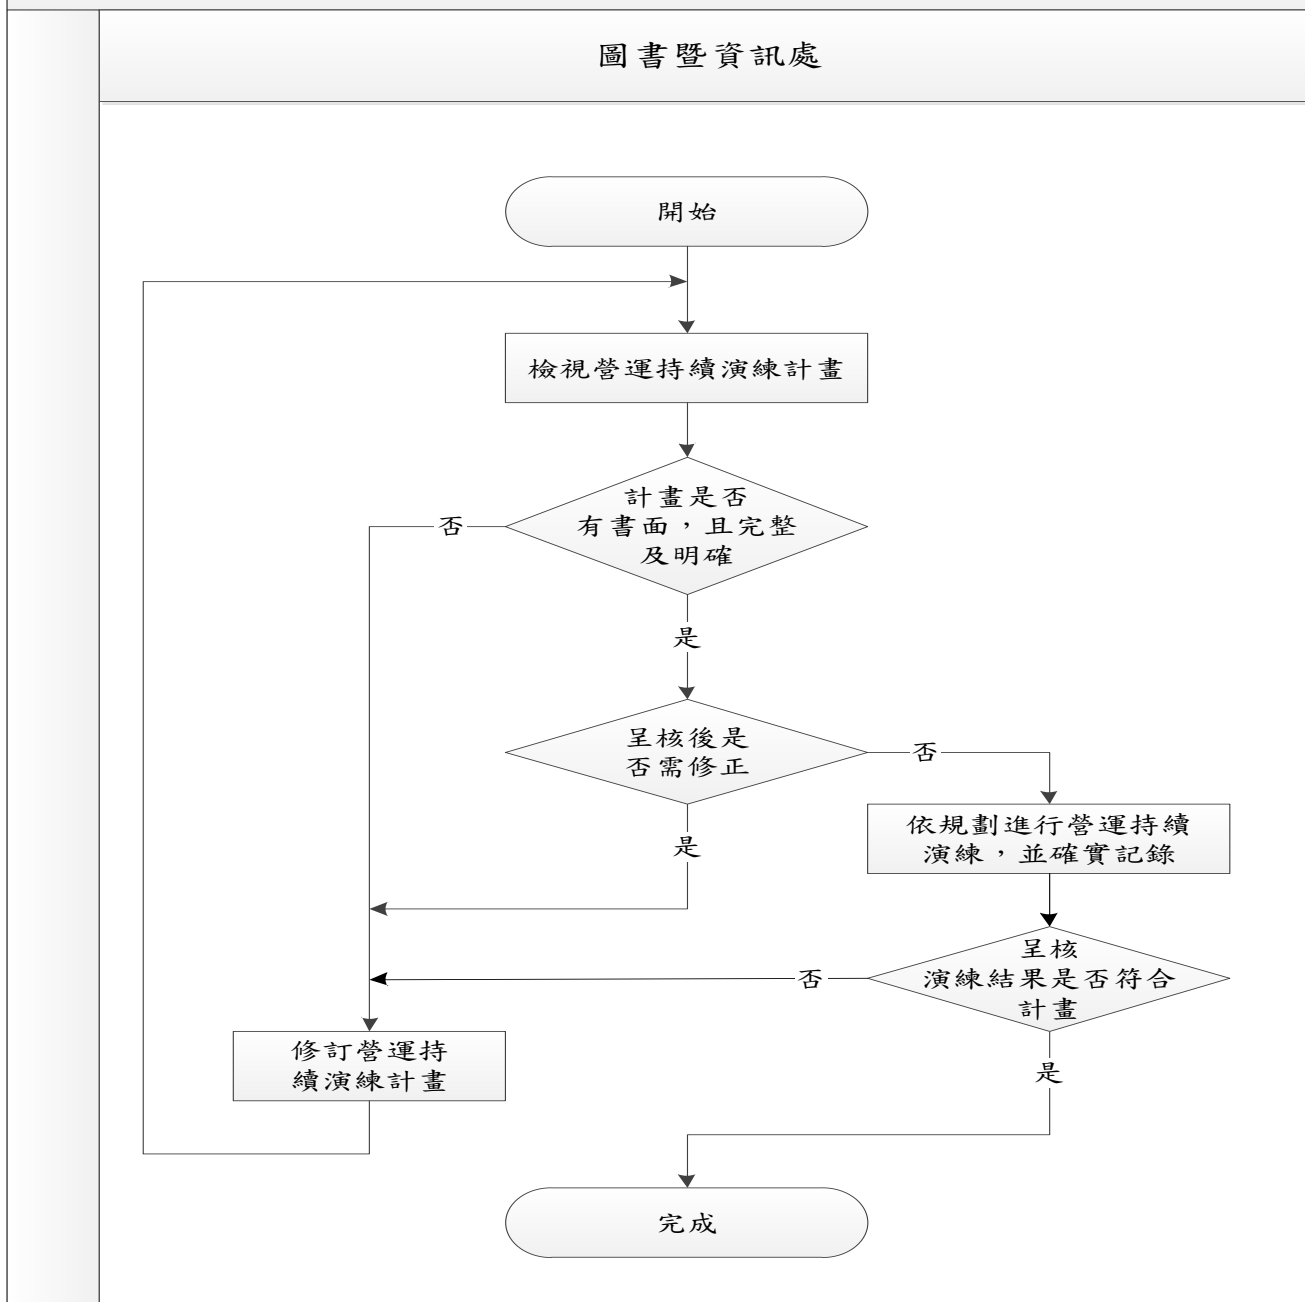 圖書暨資訊處
開始
檢視營運持續演練計畫
計畫是否
有書面，且完整
及明確
否
是
呈核後是
否需修正
否
是
依規劃進行營運持續
演練，並確實記錄
呈核
演練結果是否符合
計畫
否
修訂營運持
續演練計畫
是
完成